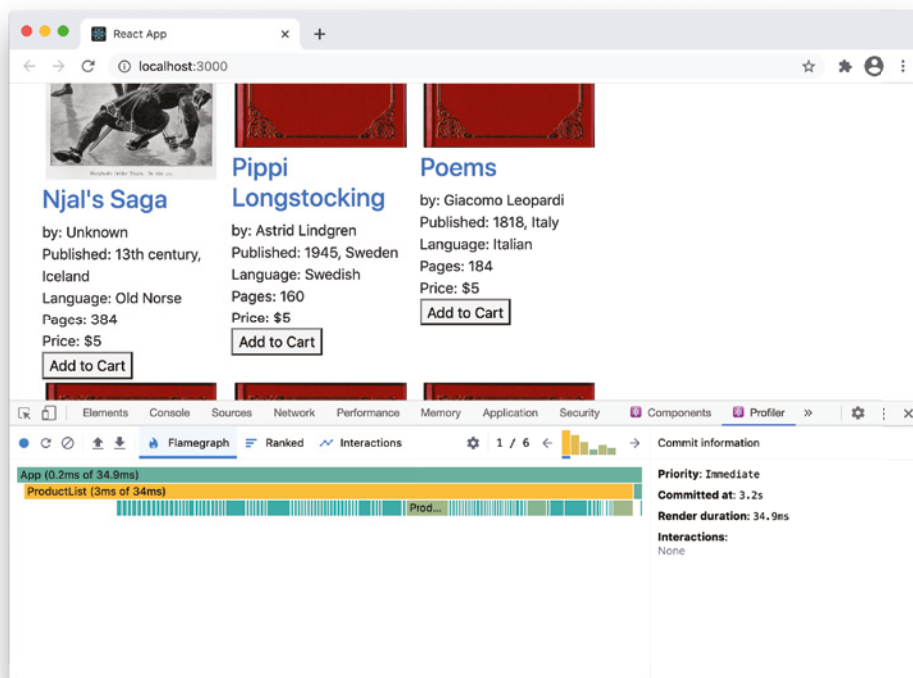 React App
localhost:3000
Njal's Saga
by: Unknown
Published: 13th century,
Iceland
Language: Old Norse
Pages: 384
Price: $5
Add to Cart
Pippi
Longstocking
by: Astrid Lindgren
Published: 1945, Sweden
Language: Swedish
Pages: 160
Price: $5
Add to Cart
Poems
by: Giacomo Leopardi
Published: 1818, Italy
Language: Italian
Pages: 184
Price: $5
Add to Cart
Elements Console Sources Network Performance Memory Application Security Components Profiler »
Flamegraph Ranked Interactions 1 / 6 Commit information
App (0.2ms of 34.9ms)
ProductList (3ms of 34ms)
Prod...
Priority: Immediate
Committed at: 3.2s
Render duration: 34.9ms
Interactions:
None